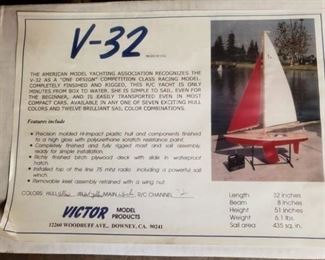 V-32
THE AMERICAN MODEL YACHTING ASSOCIATION RECOGNIZES THE
V-32 AS A "ONE DESIGN" COMPETITION CLASS RACING MODEL.
COMPLETELY FINISHED AND RIGGED, THIS R/C YACHT IS ONLY
MINUTES FROM BOX TO WATER. SHE IS SIMPLE TO SAIL, EVEN FOR
THE BEGINNER, AND IS EASILY TRANSPORTED EVEN IN MOST
COMPACT CARS. AVAILABLE IN ANY ONE OF SEVEN EXCITING HULL
COLORS AND TWELVE BRILLIANT SAIL COLOR COMBINATIONS.
Features include
• Precision molded Hi-Impact plastic hull and components finished
to a high gloss with polyurethane scratch resistance paint.
• Completely finished and fully rigged mast and sail assembly
ready for simple installation.
• Richly finished birch plywood deck with slide in waterproof
hatch.
• Installed top of the line .75 mhz radio including a powerful sail
winch.
• Removable keel assembly retained with a wing nut
COLORS: HULL MAIN R/C CHANNEL
VICTOR MODEL PRODUCTS
12260 WOODRUFF AVE., DOWNEY, CA. 90241
Length 32 inches
Beam 8 inches
Height 51 inches
Weight 6.1 lbs.
Sail area 435 sq. in.